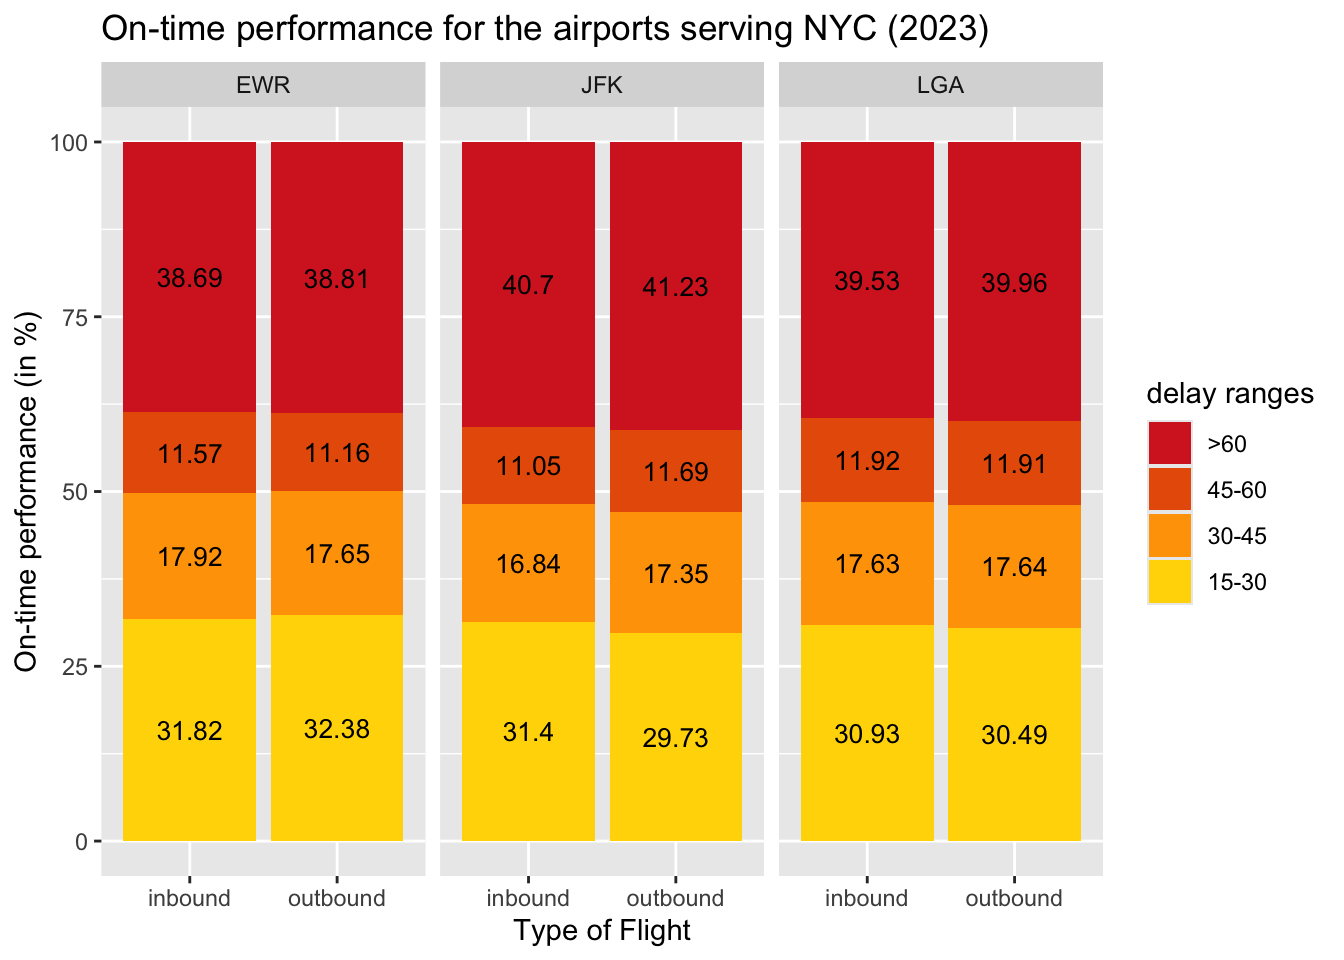 On-time performance for the airports serving NYC (2023)
EWR JFK LGA
On-time performance (in %)
100
75
50
25
0
38.69 38.81 40.7 41.23 39.53 39.96
11.57 11.16 11.05 11.69 11.92 11.91
17.92 17.65 16.84 17.35 17.63 17.64
31.82 32.38 31.4 29.73 30.93 30.49
inbound outbound inbound outbound inbound outbound
Type of Flight
delay ranges
>60
45-60
30-45
15-30